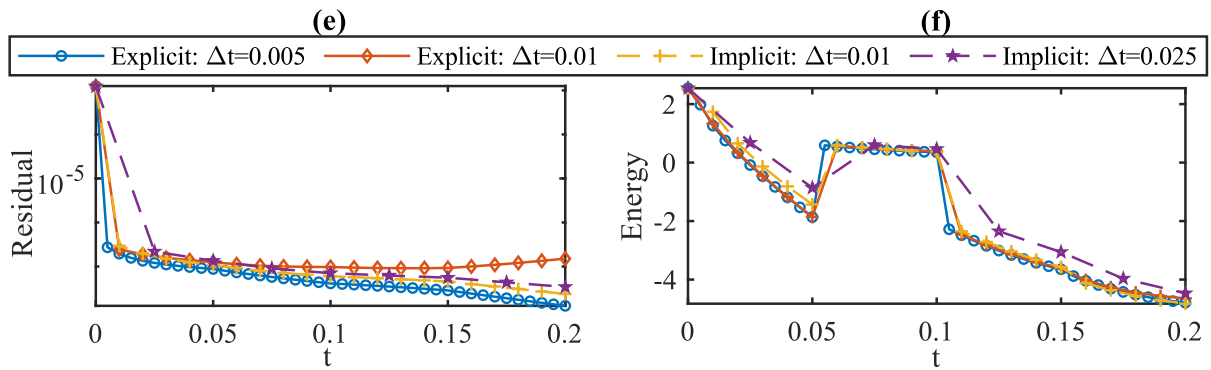 (e) (f)
Explicit: Δt=0.005 Explicit: Δt=0.01 Implicit: Δt=0.01 Implicit: Δt=0.025
Residual
10⁻⁵
0 0.05 0.1 0.15 0.2
t
Energy
2
0
-2
-4
0 0.05 0.1 0.15 0.2
t